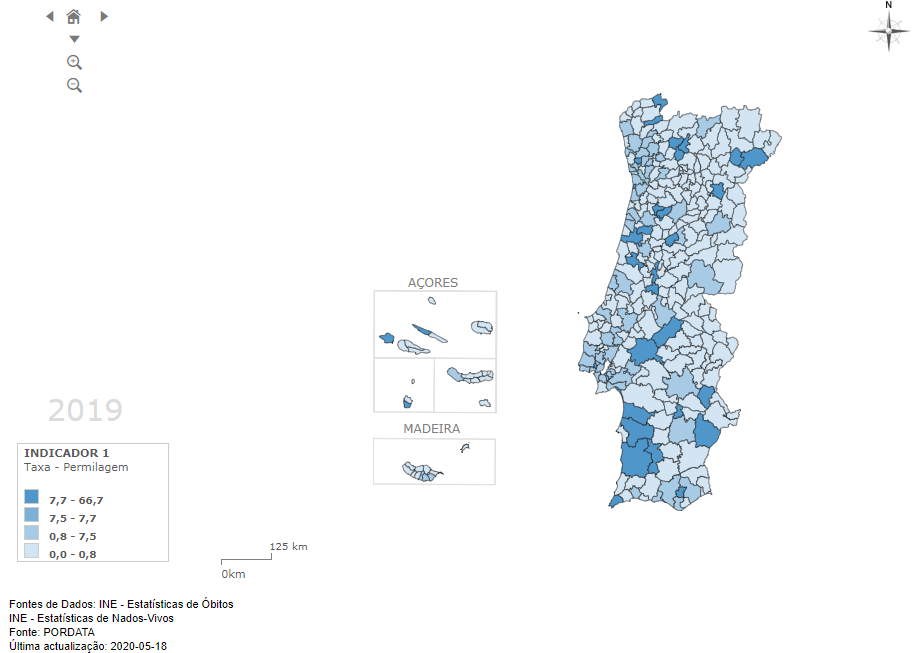 N
AÇORES
MADEIRA
2019
INDICADOR 1
Taxa - Permilagem
7,7 - 66,7
7,5 - 7,7
0,8 - 7,5
0,0 - 0,8
125 km
0km
Fontes de Dados: INE - Estatísticas de Óbitos
INE - Estatísticas de Nados-Vivos
Fonte: PORDATA
Última actualização: 2020-05-18